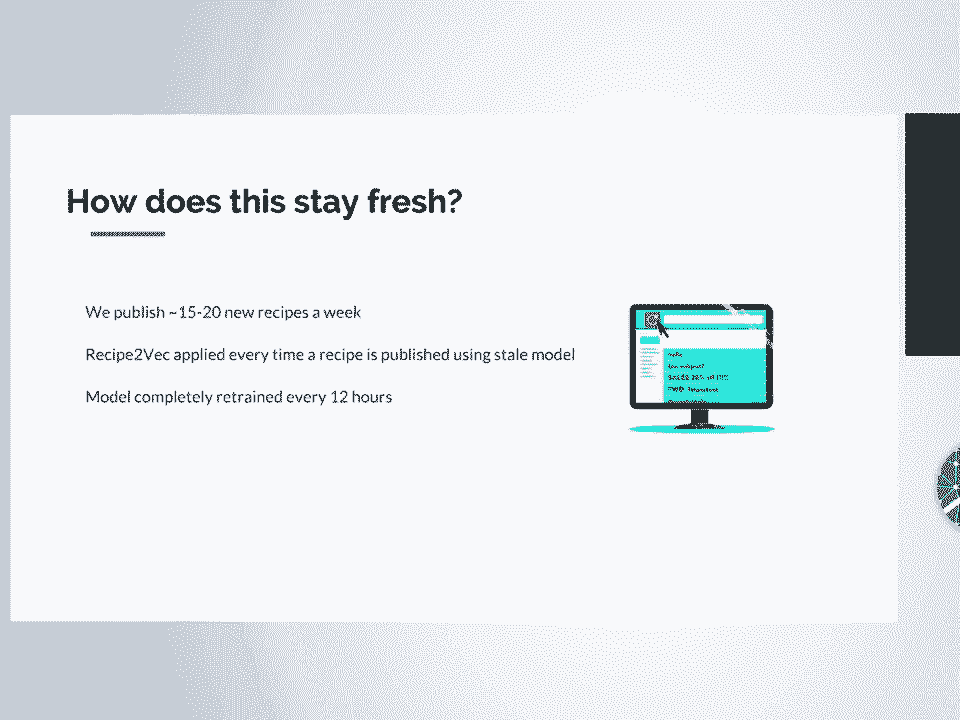 How does this stay fresh?
We publish ~15-20 new recipes a week
Recipe2Vec applied every time a recipe is published using stale model
Model completely retrained every 12 hours